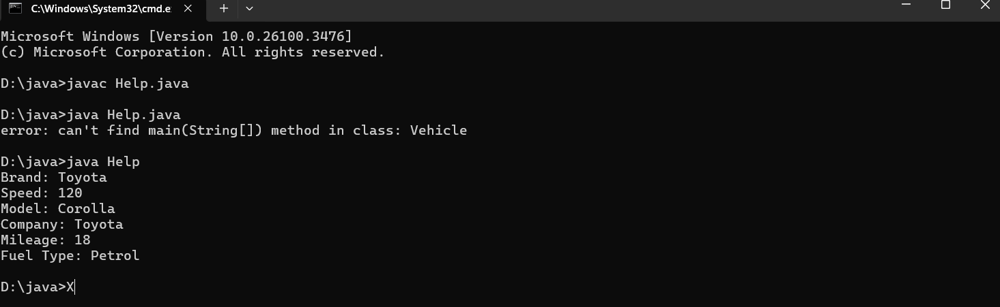 C:\Windows\System32\cmd.e
Microsoft Windows [Version 10.0.26100.3476]
(c) Microsoft Corporation. All rights reserved.
D:\java>javac Help.java
D:\java>java Help.java
error: can't find main(String[]) method in class: Vehicle
D:\java>java Help
Brand: Toyota
Speed: 120
Model: Corolla
Company: Toyota
Mileage: 18
Fuel Type: Petrol
D:\java>X